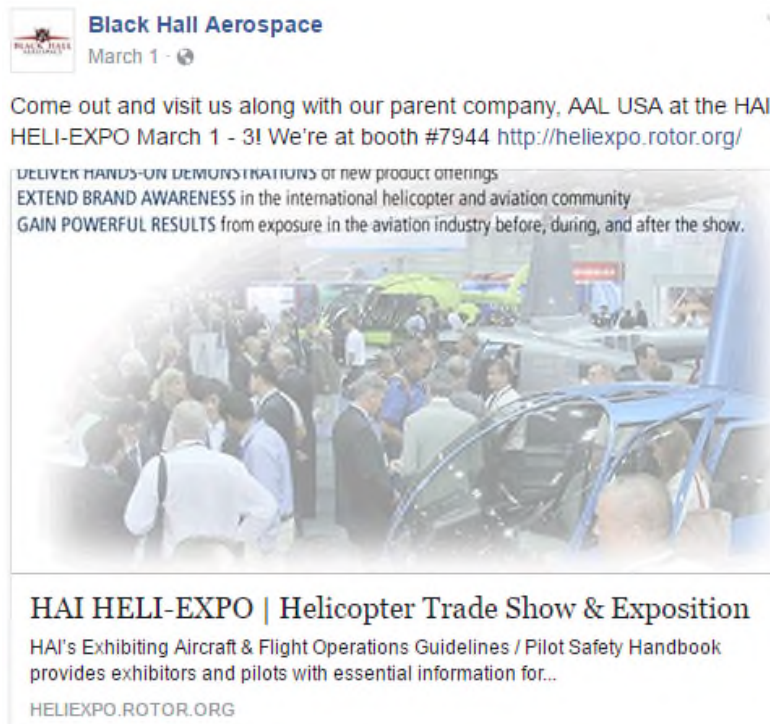 BLACK HALL
AEROSPACE
Black Hall Aerospace
March 1 ·
Come out and visit us along with our parent company, AAL USA at the HAI
HELI-EXPO March 1 - 3! We're at booth #7944 http://heliexpo.rotor.org/
DELIVER HANDS-ON DEMONSTRATIONS of new product offerings
EXTEND BRAND AWARENESS in the international helicopter and aviation community
GAIN POWERFUL RESULTS from exposure in the aviation industry before, during, and after the show.
HAI HELI-EXPO | Helicopter Trade Show & Exposition
HAI's Exhibiting Aircraft & Flight Operations Guidelines / Pilot Safety Handbook
provides exhibitors and pilots with essential information for...
HELIEXPO.ROTOR.ORG